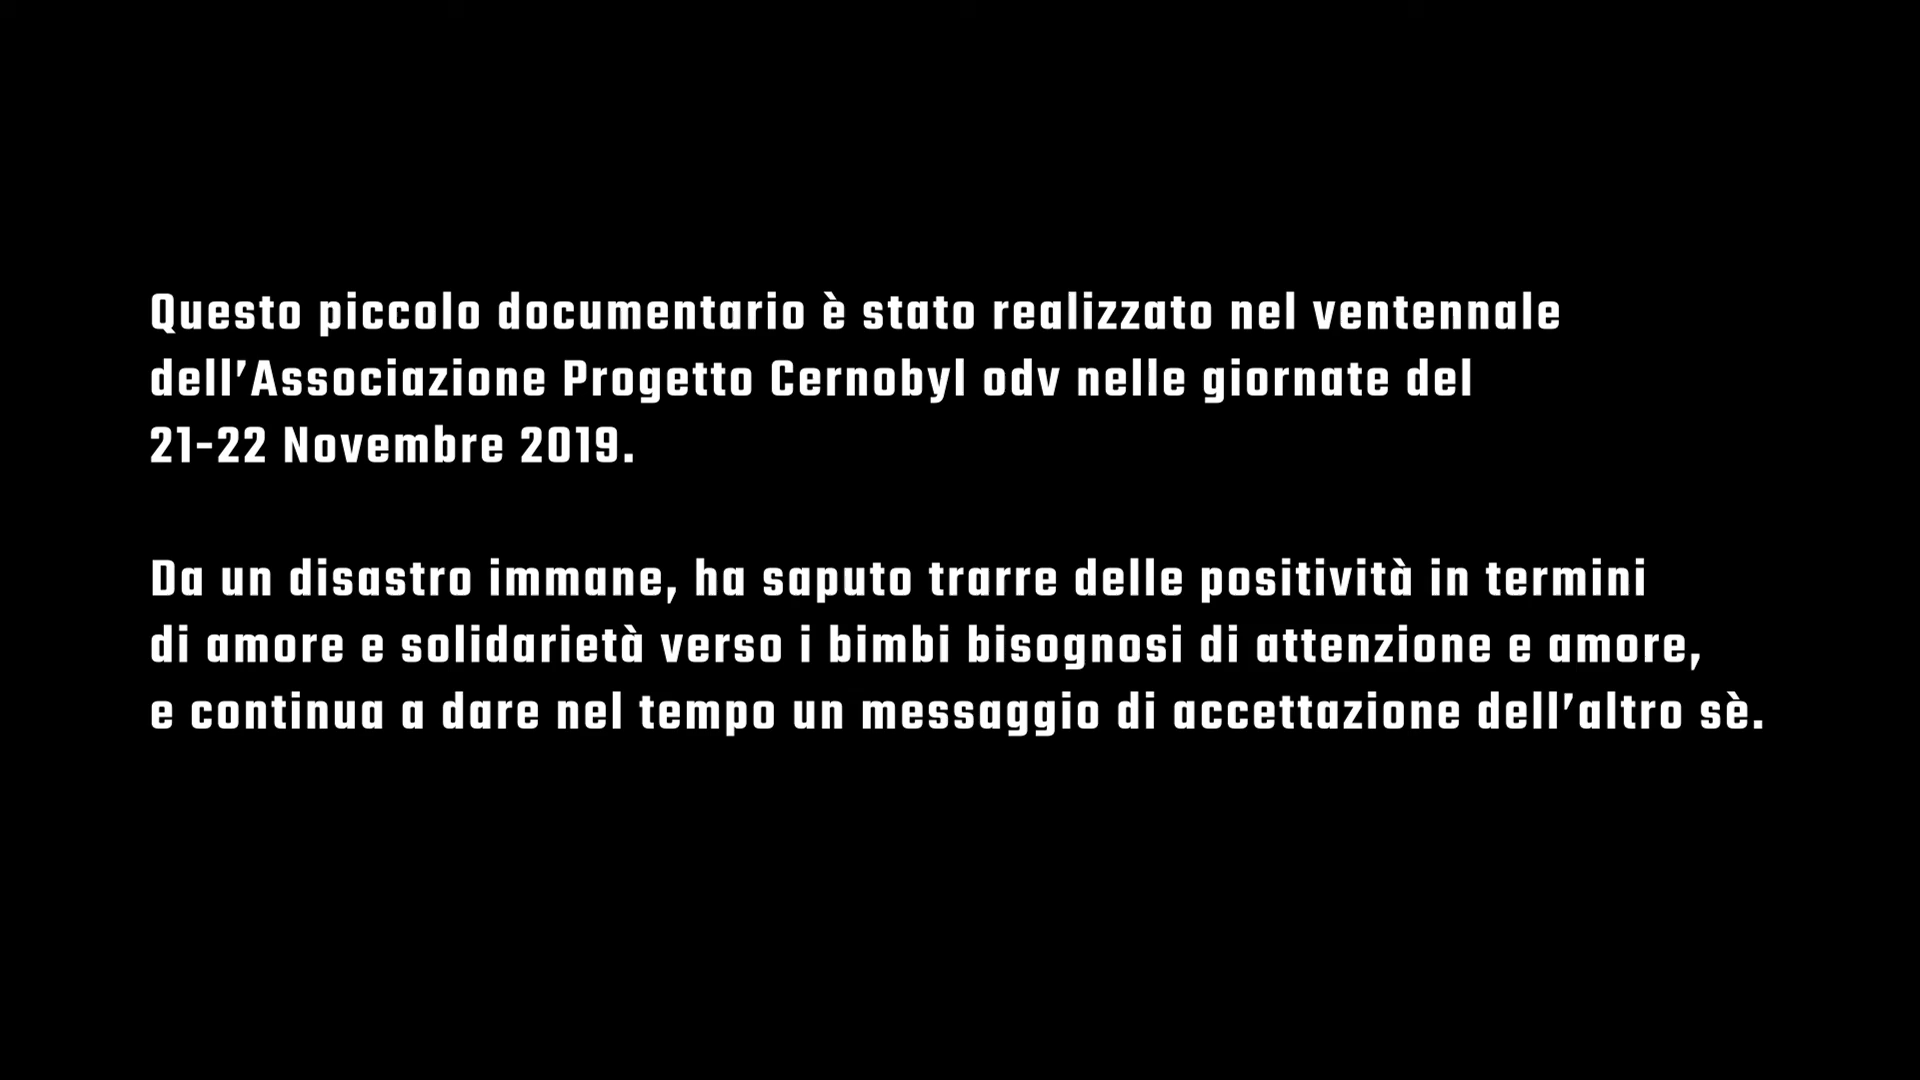 Questo piccolo documentario è stato realizzato nel ventennale
dell’Associazione Progetto Cernobyl odv nelle giornate del
21-22 Novembre 2019.
Da un disastro immane, ha saputo trarre delle positività in termini
di amore e solidarietà verso i bimbi bisognosi di attenzione e amore,
e continua a dare nel tempo un messaggio di accettazione dell’altro sè.